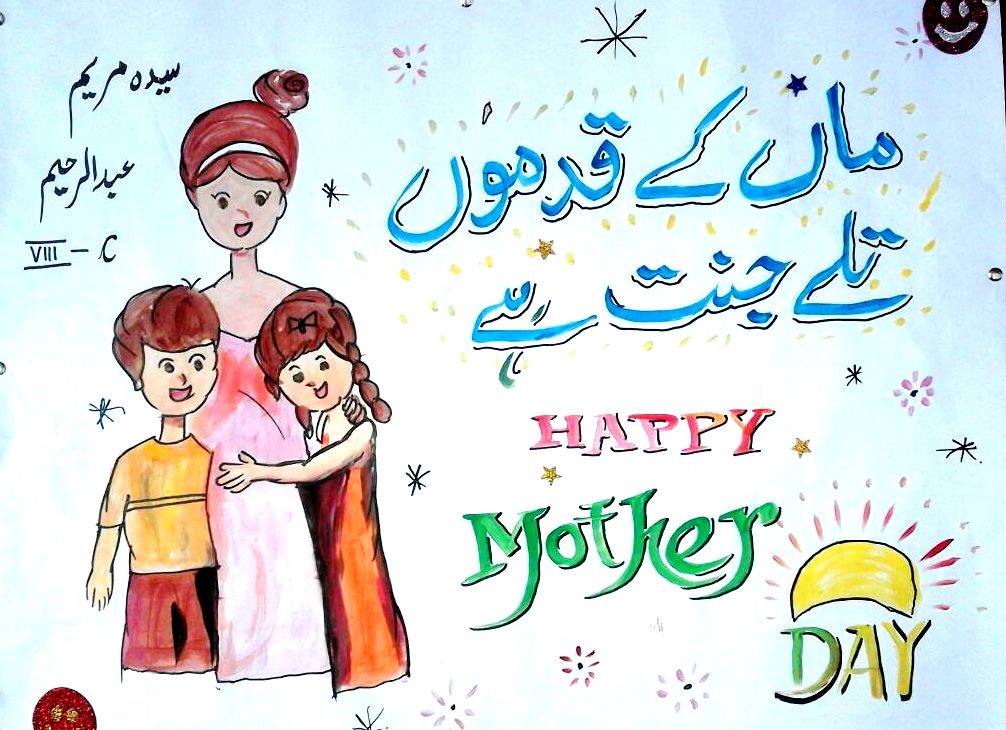 سیدہ مریم
عبدالرحیم
VIII - C
ماں کے قدموں
تلے جنت ہے
HAPPY
Mother
DAY